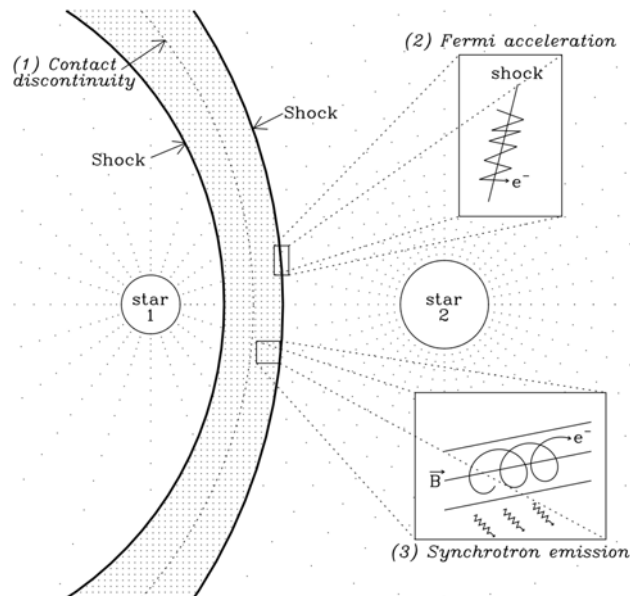 (1) Contact
discontinuity
Shock
Shock
star
1
star
2
(2) Fermi acceleration
shock
e⁻
B
e⁻
(3) Synchrotron emission